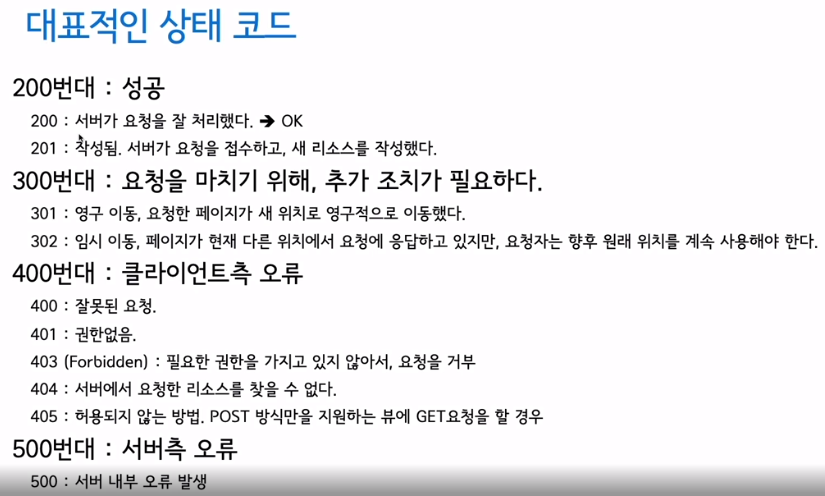 대표적인 상태 코드
200번대 : 성공
200 : 서버가 요청을 잘 처리했다. ➔ OK
201 : 작성됨. 서버가 요청을 접수하고, 새 리소스를 작성했다.
300번대 : 요청을 마치기 위해, 추가 조치가 필요하다.
301 : 영구 이동, 요청한 페이지가 새 위치로 영구적으로 이동했다.
302 : 임시 이동, 페이지가 현재 다른 위치에서 요청에 응답하고 있지만, 요청자는 향후 원래 위치를 계속 사용해야 한다.
400번대 : 클라이언트측 오류
400 : 잘못된 요청.
401 : 권한없음.
403 (Forbidden) : 필요한 권한을 가지고 있지 않아서, 요청을 거부
404 : 서버에서 요청한 리소스를 찾을 수 없다.
405 : 허용되지 않는 방법. POST 방식만을 지원하는 뷰에 GET요청을 할 경우
500번대 : 서버측 오류
500 : 서버 내부 오류 발생